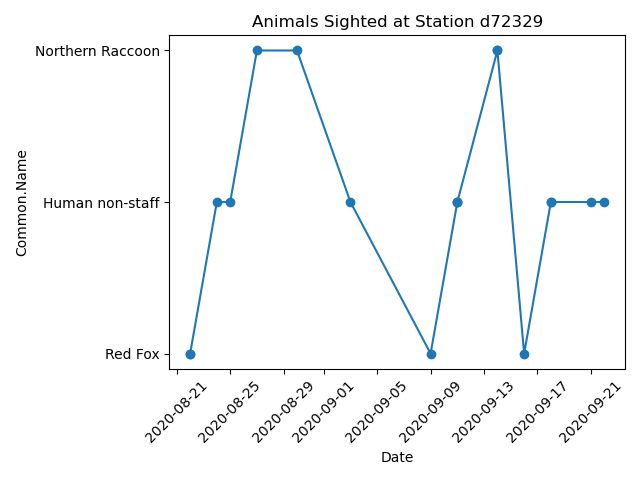 Animals Sighted at Station d72329
Northern Raccoon
Human non-staff
Red Fox
Common.Name
2020-08-21
2020-08-25
2020-08-29
2020-09-01
2020-09-05
2020-09-09
2020-09-13
2020-09-17
2020-09-21
Date